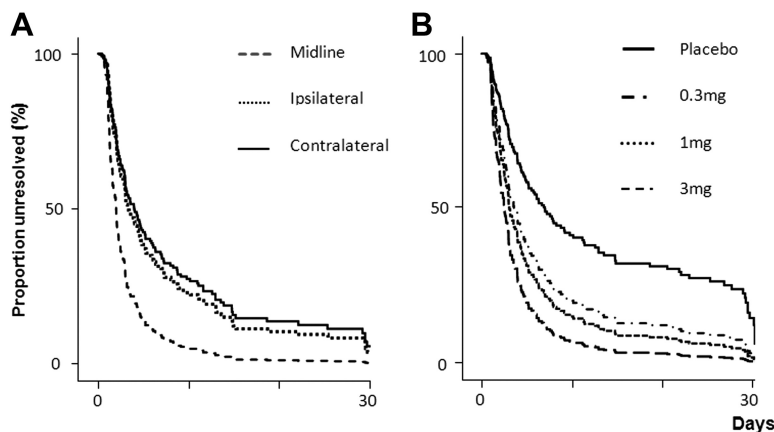 A
Proportion unresolved (%)
100
50
0
0
30
Midline
Ipsilateral
Contralateral
B
100
50
0
0
30
Days
Placebo
0.3mg
1mg
3mg